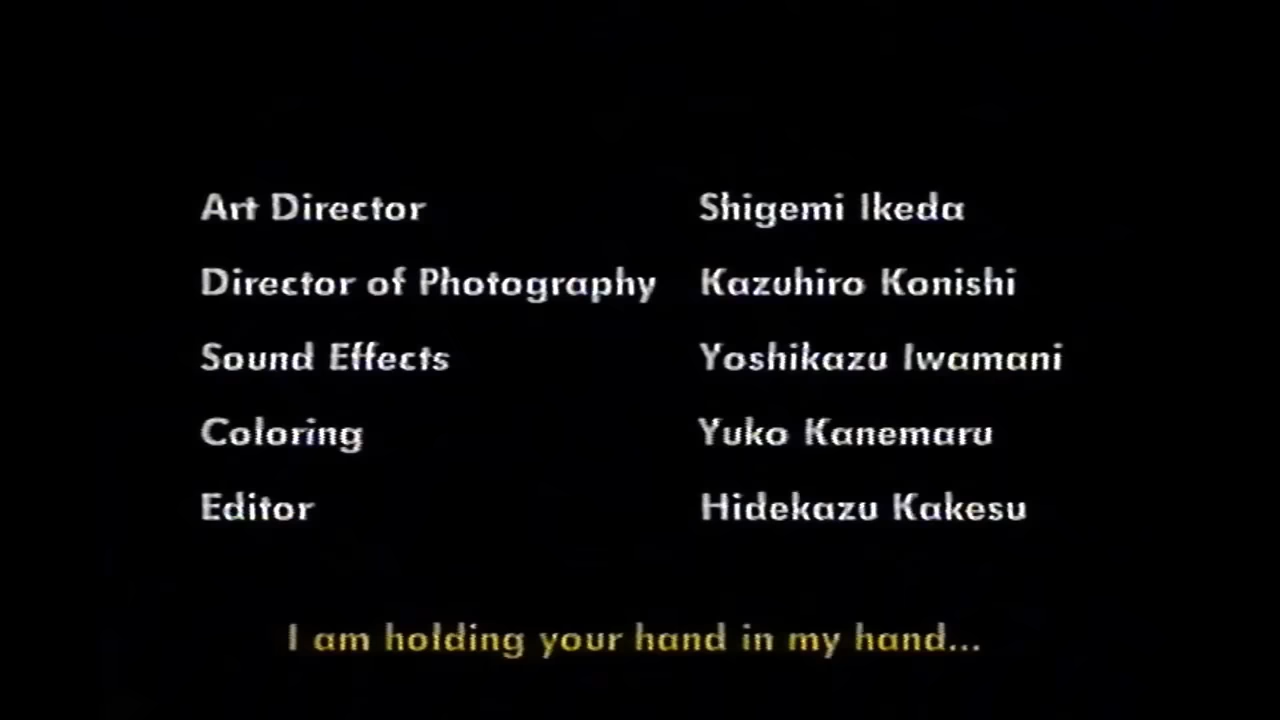 Art Director Shigemi Ikeda
Director of Photography Kazuhiro Konishi
Sound Effects Yoshikazu Iwamani
Coloring Yuko Kanemaru
Editor Hidekazu Kakesu
I am holding your hand in my hand...